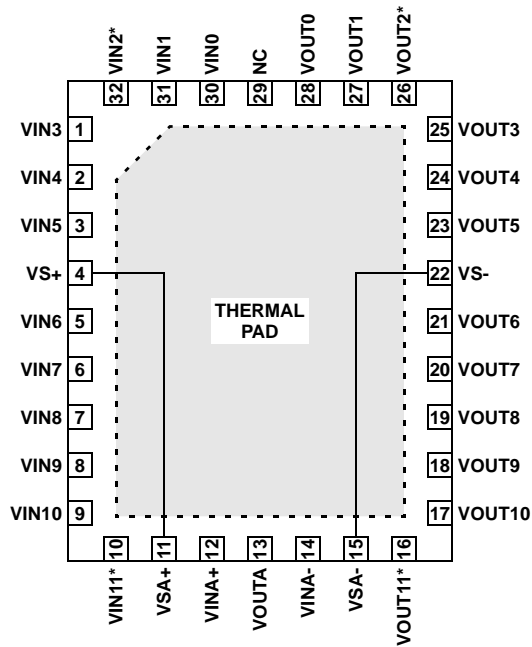 VIN2*
VIN1
VIN0
NC
VOUT0
VOUT1
VOUT2*
32
31
30
29
28
27
26
VIN3 1
25 VOUT3
VIN4 2
24 VOUT4
VIN5 3
23 VOUT5
VS+ 4
22 VS-
VIN6 5
21 VOUT6
THERMAL
PAD
VIN7 6
20 VOUT7
VIN8 7
19 VOUT8
VIN9 8
18 VOUT9
VIN10 9
17 VOUT10
10
11
12
13
14
15
16
VIN11*
VSA+
VINA+
VOUTA
VINA-
VSA-
VOUT11*